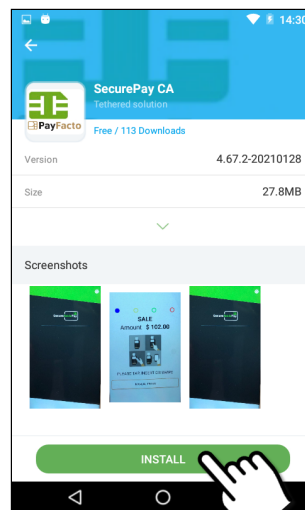 14:30
SecurePay CA
Tethered solution
PayFacto
Free / 113 Downloads
Version 4.67.2-20210128
Size 27.8MB
Screenshots
SALE
Amount $ 102.00
INSTALL